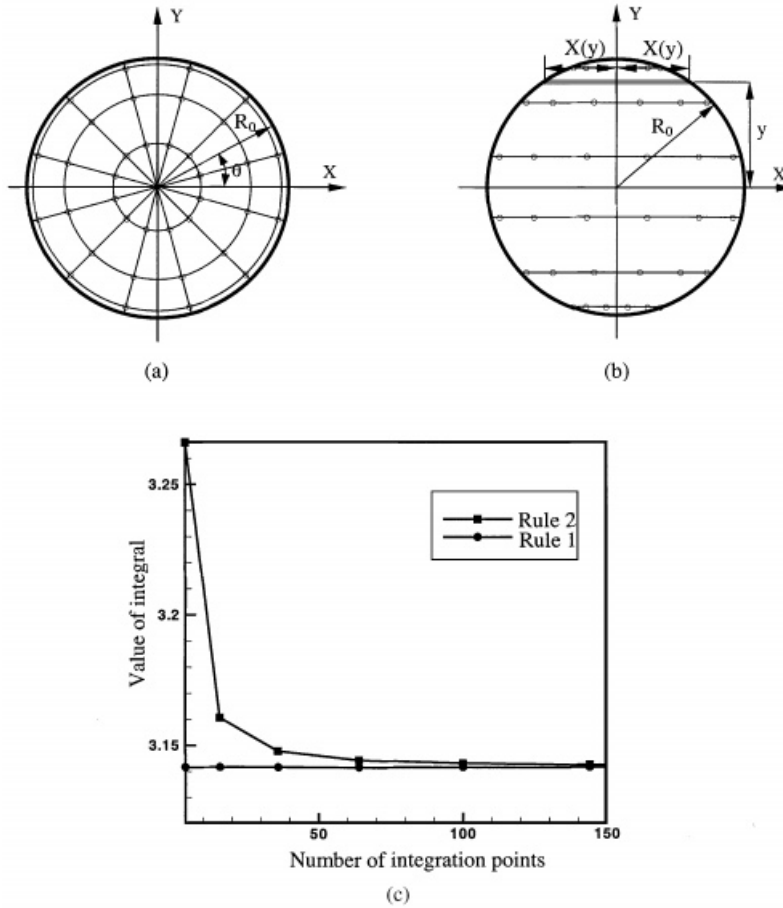 Y
R0
θ
X
(a)
Y
X(y) X(y)
R0
y
X
(b)
3.25
3.2
3.15
Value of integral
Rule 2
Rule 1
50 100 150
Number of integration points
(c)